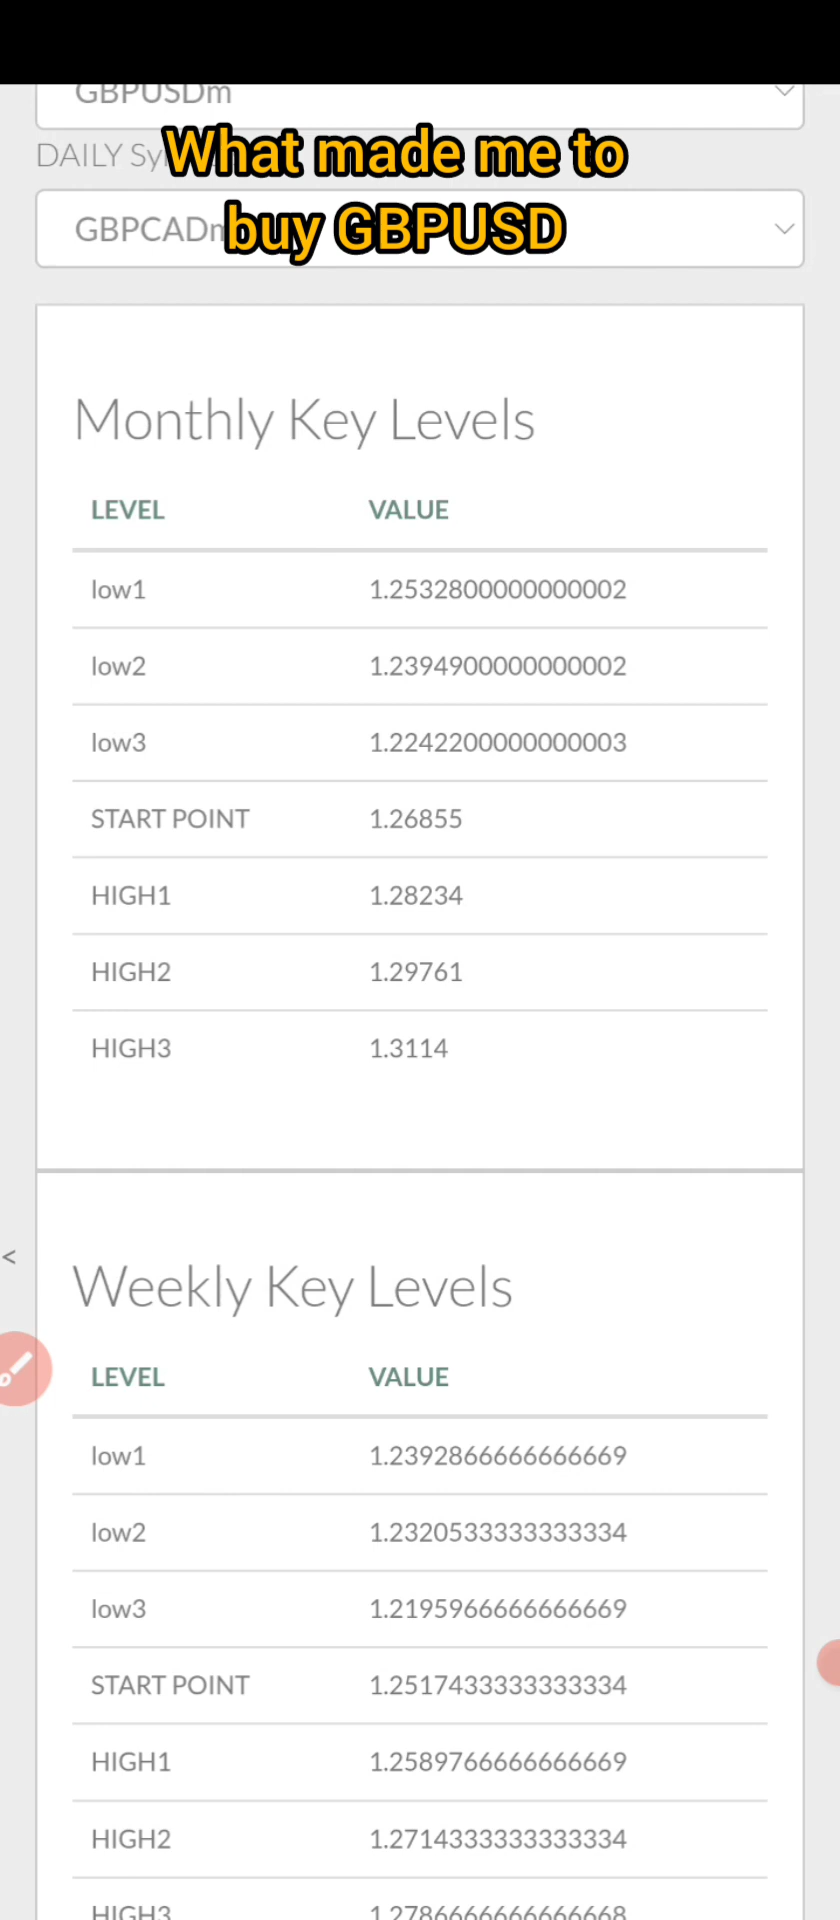 GBPUSDm
What made me to
DAILY Sy
buy GBPUSD
GBPCADm
Monthly Key Levels
LEVEL VALUE
low1 1.2532800000000002
low2 1.2394900000000002
low3 1.2242200000000003
START POINT 1.26855
HIGH1 1.28234
HIGH2 1.29761
HIGH3 1.3114
<
Weekly Key Levels
LEVEL VALUE
low1 1.2392866666666669
low2 1.2320533333333334
low3 1.2195966666666669
START POINT 1.2517433333333334
HIGH1 1.2589766666666669
HIGH2 1.2714333333333334
HIGH3 1.2786666666666668